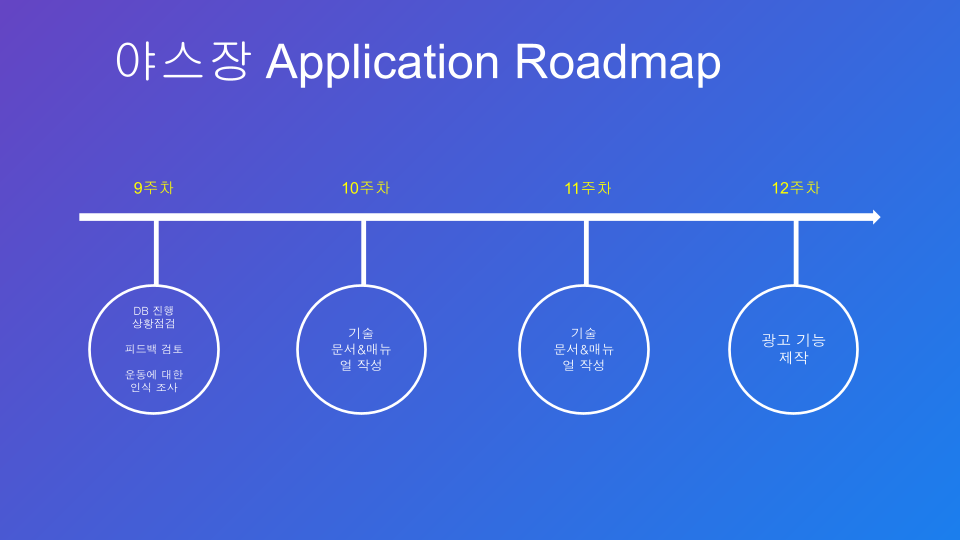 야스장 Application Roadmap
9주차
10주차
11주차
12주차
DB 진행
상황점검
피드백 검토
운동에 대한
인식 조사
기술
문서&매뉴
얼 작성
기술
문서&매뉴
얼 작성
광고 기능
제작